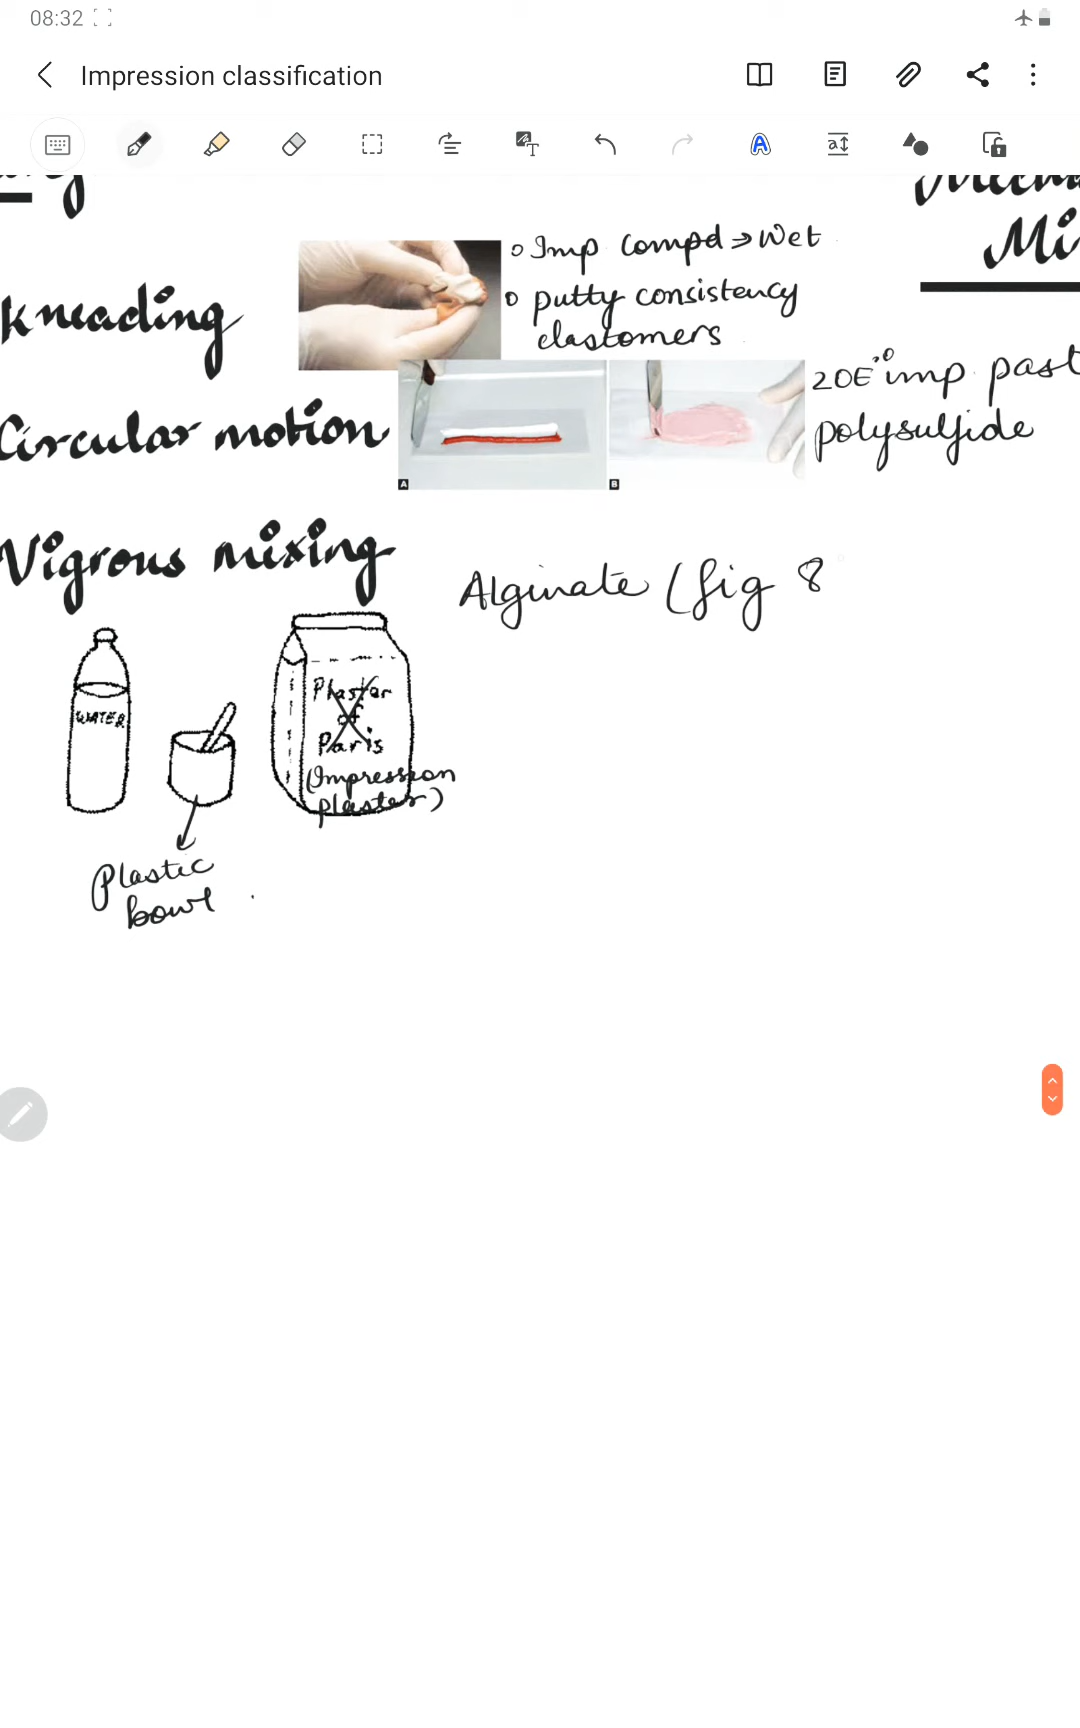 08:32
Impression classification
Mi
Kneading
Imp Compd → Wet
putty consistency
elastomers
Circular motion
A
B
ZOE imp. past
polysulfide
Vigrous mixing
Alginate (fig 8
WATER
Plaster
of
Paris
(Impression
plaster)
Plastic
bowl